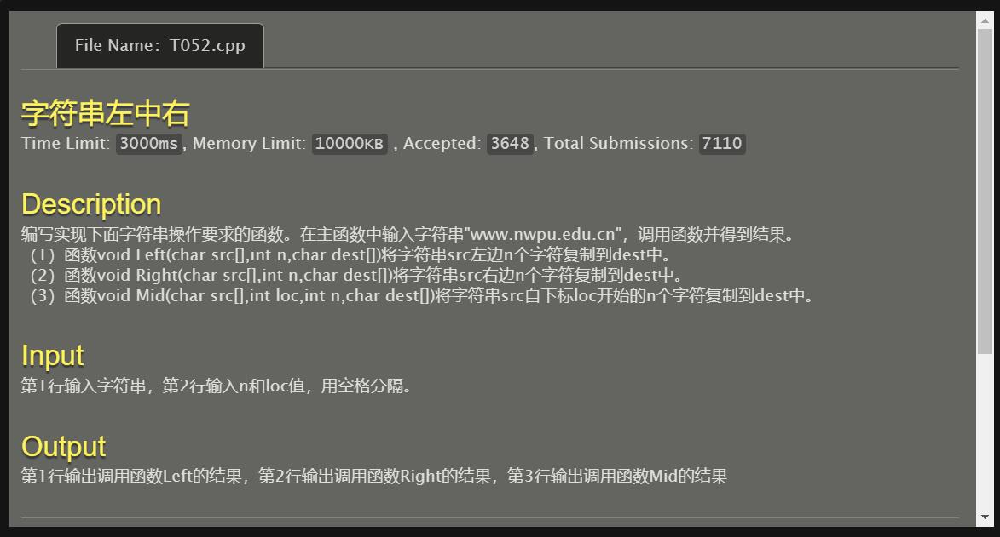 File Name：T052.cpp
字符串左中右
Time Limit: 3000ms, Memory Limit: 10000KB , Accepted: 3648, Total Submissions: 7110
Description
编写实现下面字符串操作要求的函数。在主函数中输入字符串"www.nwpu.edu.cn"，调用函数并得到结果。
（1）函数void Left(char src[],int n,char dest[])将字符串src左边n个字符复制到dest中。
（2）函数void Right(char src[],int n,char dest[])将字符串src右边n个字符复制到dest中。
（3）函数void Mid(char src[],int loc,int n,char dest[])将字符串src自下标loc开始的n个字符复制到dest中。
Input
第1行输入字符串，第2行输入n和loc值，用空格分隔。
Output
第1行输出调用函数Left的结果，第2行输出调用函数Right的结果，第3行输出调用函数Mid的结果